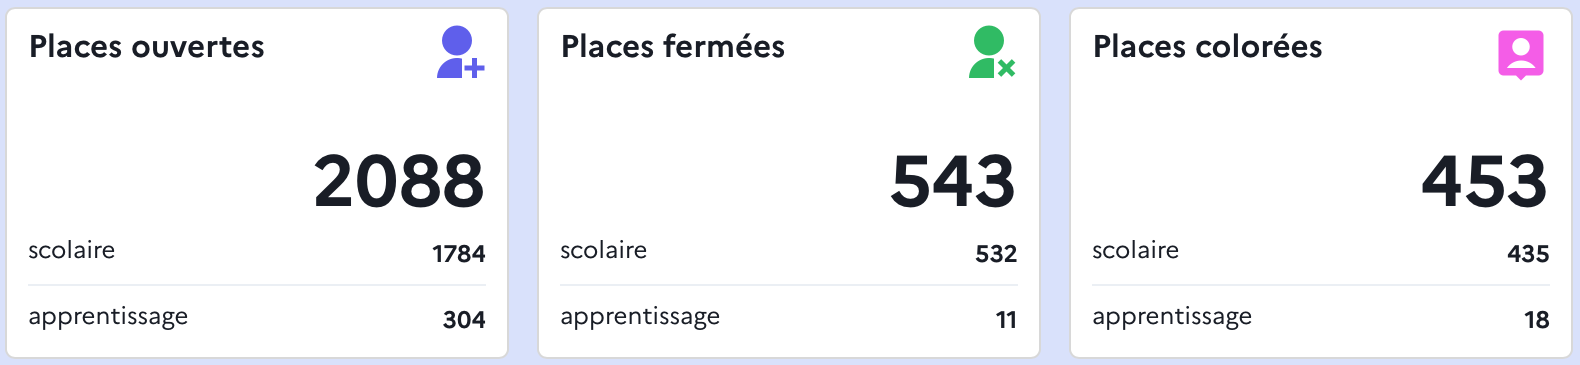 Places ouvertes
2088
scolaire 1784
apprentissage 304
Places fermées
543
scolaire 532
apprentissage 11
Places colorées
453
scolaire 435
apprentissage 18